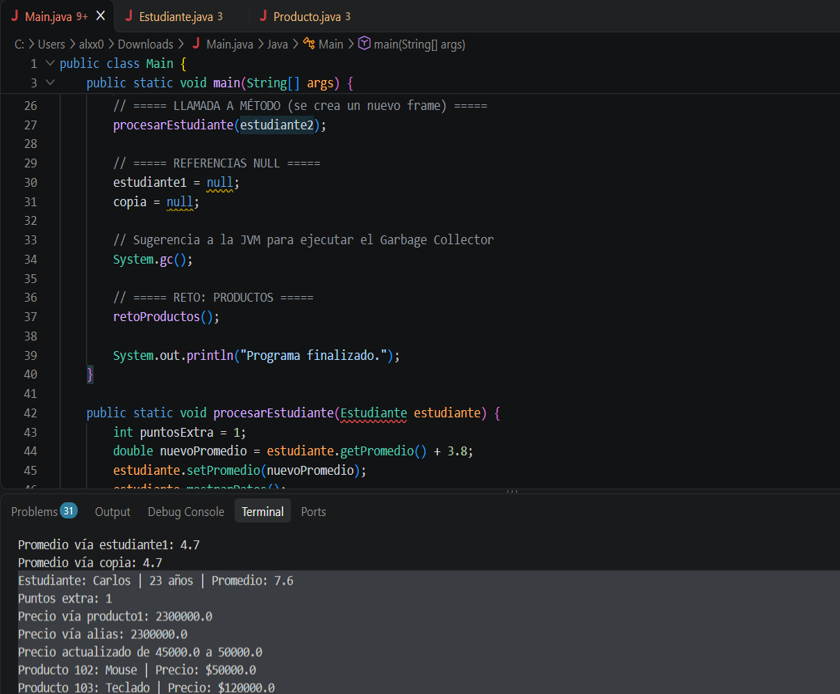 Main.java 9+ Estudiante.java 3 Producto.java 3
C: > Users > alxx0 > Downloads > Main.java > Java > Main > main(String[] args)
1 public class Main {
3 public static void main(String[] args) {
26 // ===== LLAMADA A MÉTODO (se crea un nuevo frame) =====
27 procesarEstudiante(estudiante2);
28
29 // ===== REFERENCIAS NULL =====
30 estudiante1 = null;
31 copia = null;
32
33 // Sugerencia a la JVM para ejecutar el Garbage Collector
34 System.gc();
35
36 // ===== RETO: PRODUCTOS =====
37 retoProductos();
38
39 System.out.println("Programa finalizado.");
40 }
41
42 public static void procesarEstudiante(Estudiante estudiante) {
43 int puntosExtra = 1;
44 double nuevoPromedio = estudiante.getPromedio() + 3.8;
45 estudiante.setPromedio(nuevoPromedio);
46 estudiante.mostrarDatos();
Problems 31 Output Debug Console Terminal Ports
Promedio vía estudiante1: 4.7
Promedio vía copia: 4.7
Estudiante: Carlos | 23 años | Promedio: 7.6
Puntos extra: 1
Precio vía producto1: 2300000.0
Precio vía alias: 2300000.0
Precio actualizado de 45000.0 a 50000.0
Producto 102: Mouse | Precio: $50000.0
Producto 103: Teclado | Precio: $120000.0